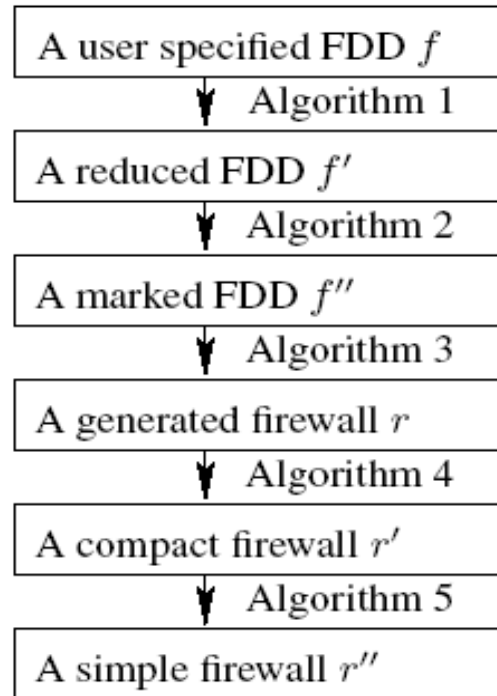 A user specified FDD f
Algorithm 1
A reduced FDD f′
Algorithm 2
A marked FDD f′′
Algorithm 3
A generated firewall r
Algorithm 4
A compact firewall r′
Algorithm 5
A simple firewall r′′